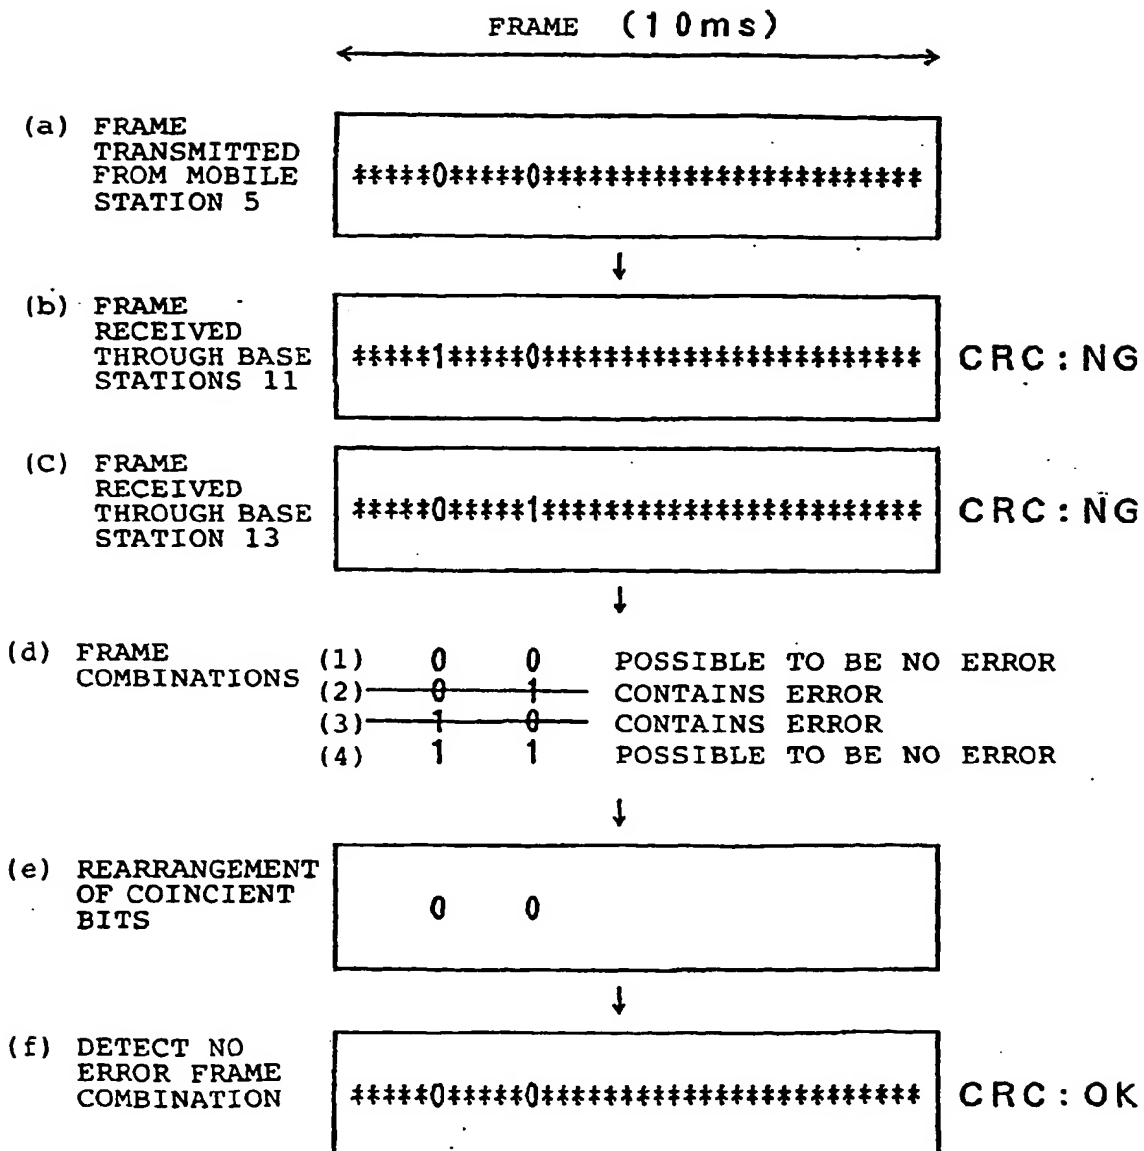 FRAME (10ms)
(a) FRAME
TRANSMITTED
FROM MOBILE
STATION 5
*****0*****0************************
(b) FRAME
RECEIVED
THROUGH BASE
STATIONS 11
*****1*****0************************
CRC:NG
(C) FRAME
RECEIVED
THROUGH BASE
STATION 13
*****0*****1************************
CRC:NG
(d) FRAME
COMBINATIONS
(1) 0 0 POSSIBLE TO BE NO ERROR
(2) 0 1 CONTAINS ERROR
(3) 1 0 CONTAINS ERROR
(4) 1 1 POSSIBLE TO BE NO ERROR
(e) REARRANGEMENT
OF COINCIENT
BITS
0 0
(f) DETECT NO
ERROR FRAME
COMBINATION
*****0*****0************************
CRC:OK